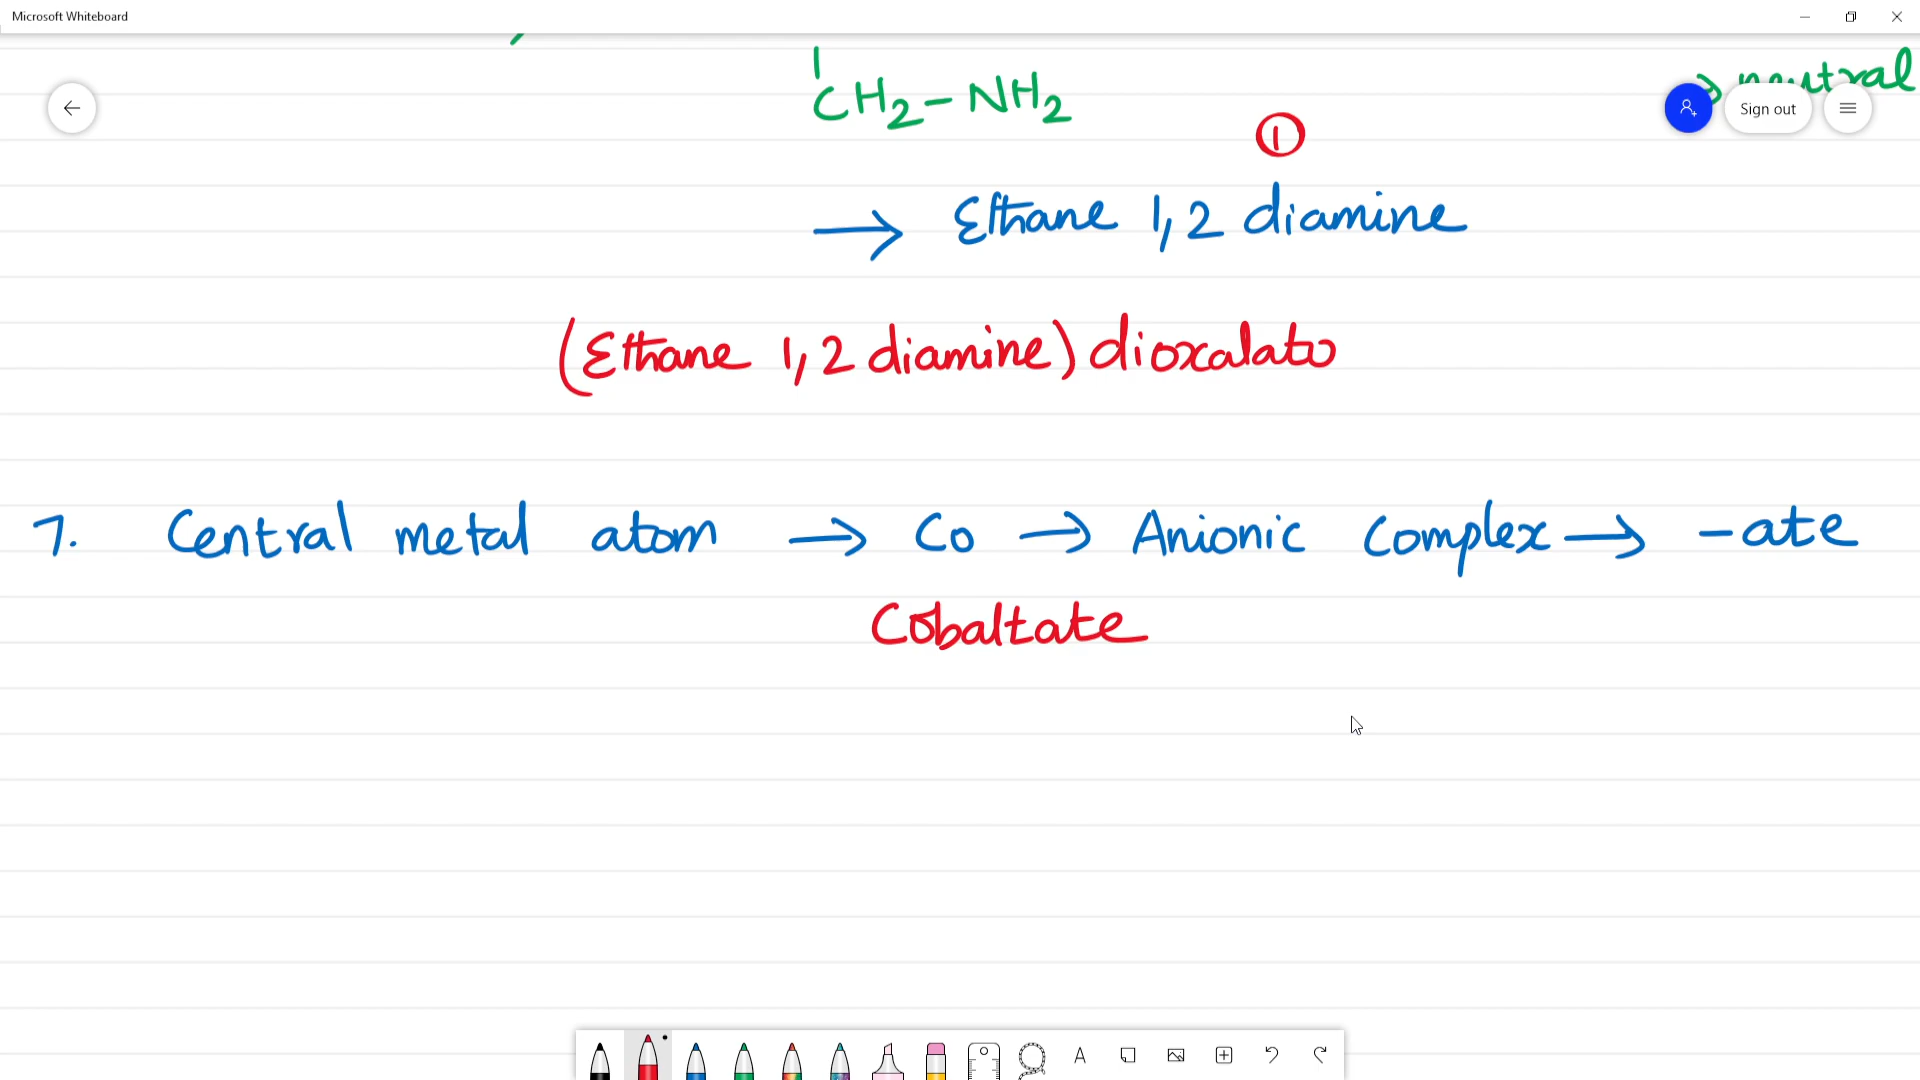 Microsoft Whiteboard
CH2-NH2
→ neutral
Sign out
①
→ Ethane 1,2 diamine
(Ethane 1,2 diamine) dioxalato
7. Central metal atom → Co → Anionic Complex → -ate
Cobaltate
A